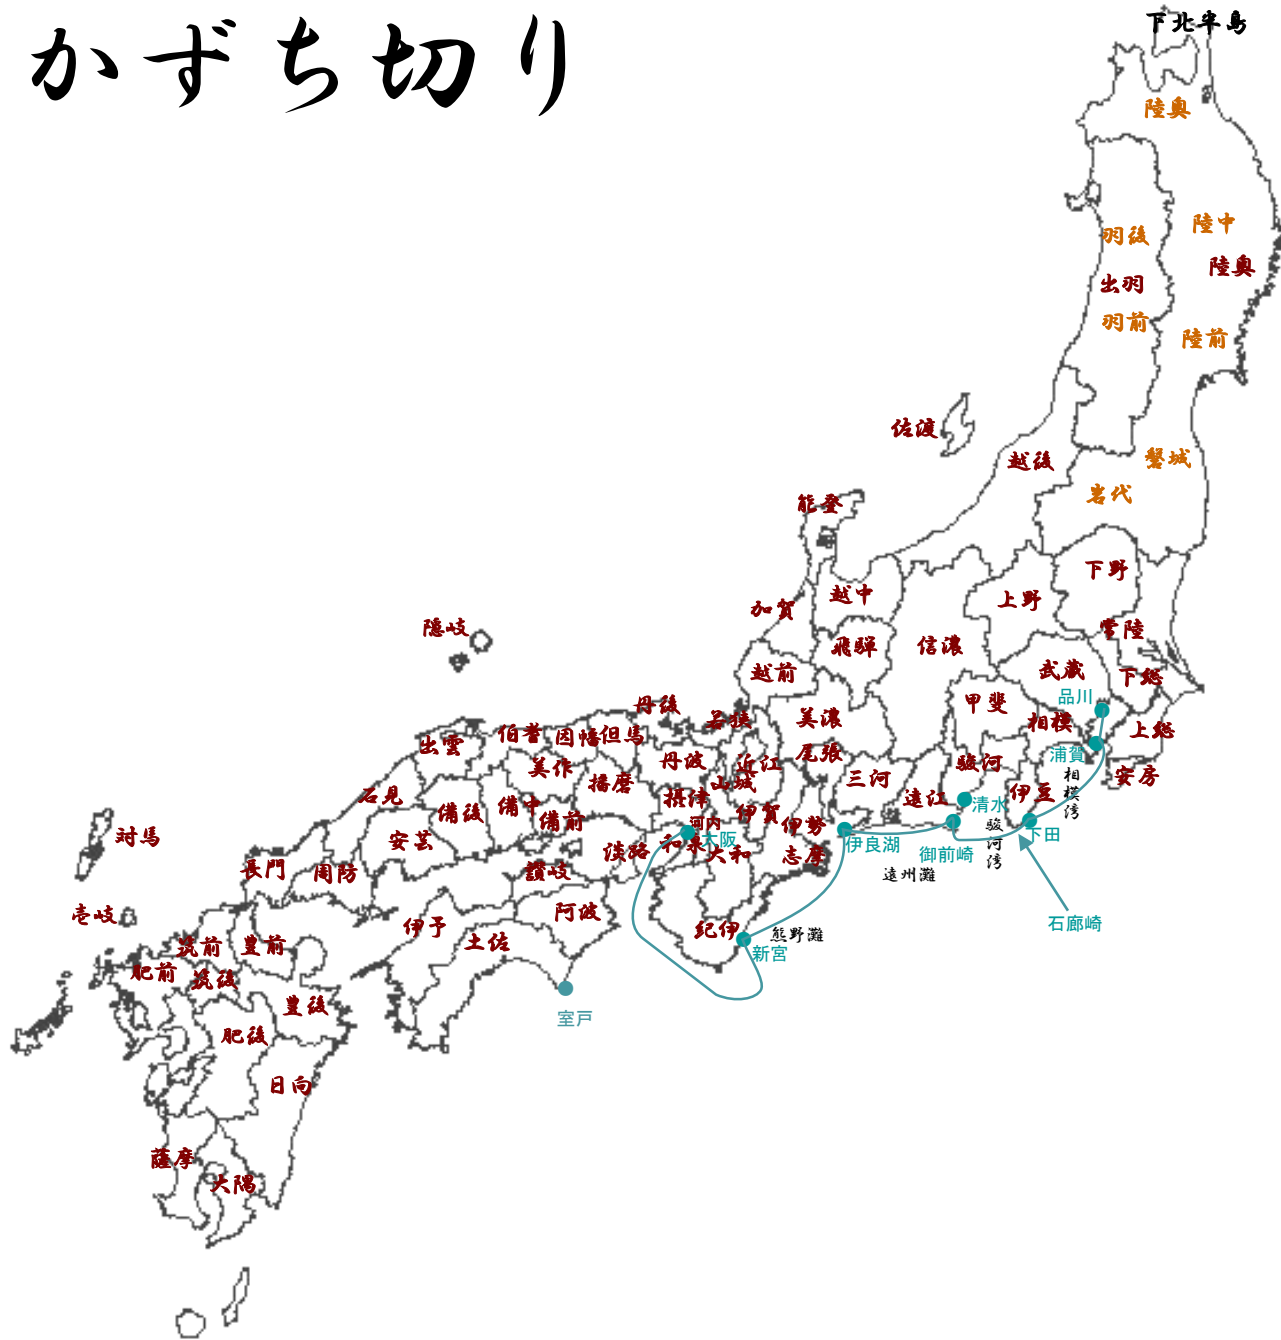 かずち切り
下北半島
陸奥
陸中
羽後
陸奥
出羽
羽前
陸前
佐渡
越後
磐城
岩代
能登
下野
越中
上野
加賀
隠岐
常陸
飛騨
信濃
武蔵
越前
下総
品川
丹後
甲斐
若狭
美濃
相模
上総
伯耆
因幡
但馬
出雲
尾張
浦賀
丹波
近江
駿河
美作
三河
相模湾
安房
播磨
山城
石見
摂津
遠江
伊豆
清水
備後
備中
備前
伊賀
河内
伊勢
駿河湾
下田
対馬
安芸
和泉
大阪
伊良湖
淡路
大和
志摩
御前崎
長門
周防
讃岐
遠州灘
壱岐
阿波
伊予
紀伊
熊野灘
石廊崎
筑前
豊前
土佐
新宮
肥前
筑後
豊後
室戸
肥後
日向
薩摩
大隅